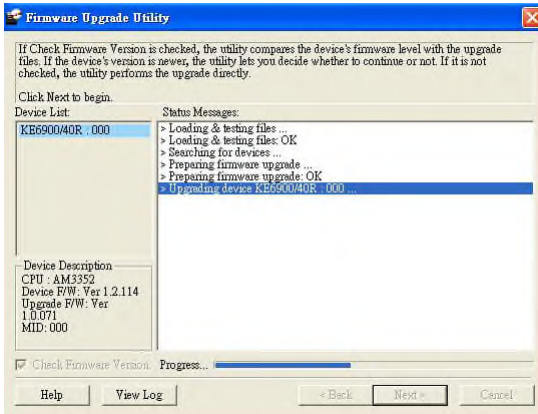 Firmware Upgrade Utility
If Check Firmware Version is checked, the utility compares the device's firmware level with the upgrade
files. If the device's version is newer, the utility lets you decide whether to continue or not. If it is not
checked, the utility performs the upgrade directly.
Click Next to begin.
Device List:
KE6900/40R : 000
Status Messages:
> Loading & testing files ...
> Loading & testing files: OK
> Searching for devices ...
> Preparing firmware upgrade ...
> Preparing firmware upgrade: OK
> Upgrading device KE6900/40R : 000 ...
Device Description
CPU : AM3352
Device F/W: Ver 1.2.114
Upgrade F/W: Ver
1.0.071
MID: 000
Check Firmware Version
Progress...
Help
View Log
< Back
Next >
Cancel